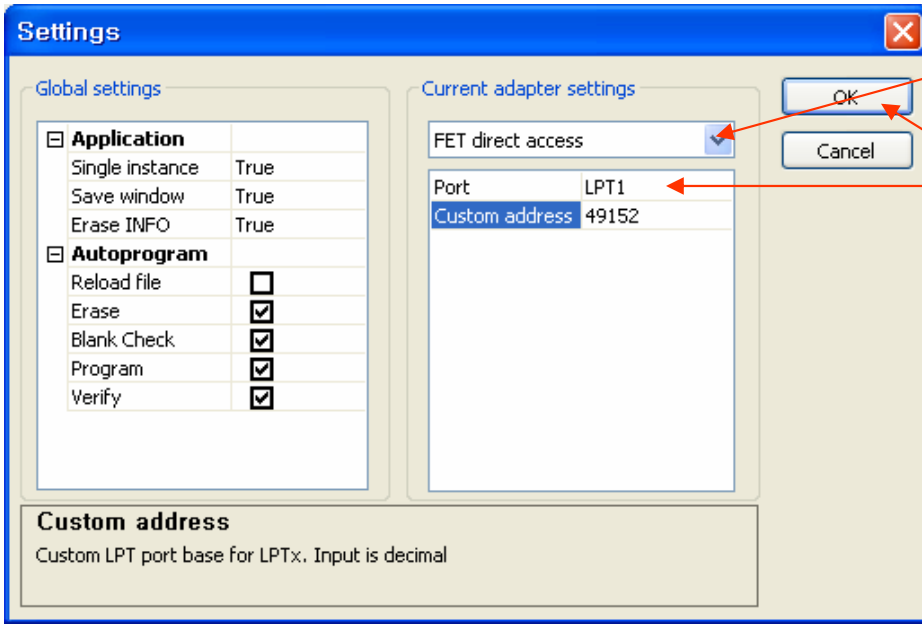 Settings
Global settings
Application
Single instance True
Save window True
Erase INFO True
Autoprogram
Reload file
Erase
Blank Check
Program
Verify
Current adapter settings
FET direct access
Port LPT1
Custom address 49152
OK
Cancel
Custom address
Custom LPT port base for LPTx. Input is decimal